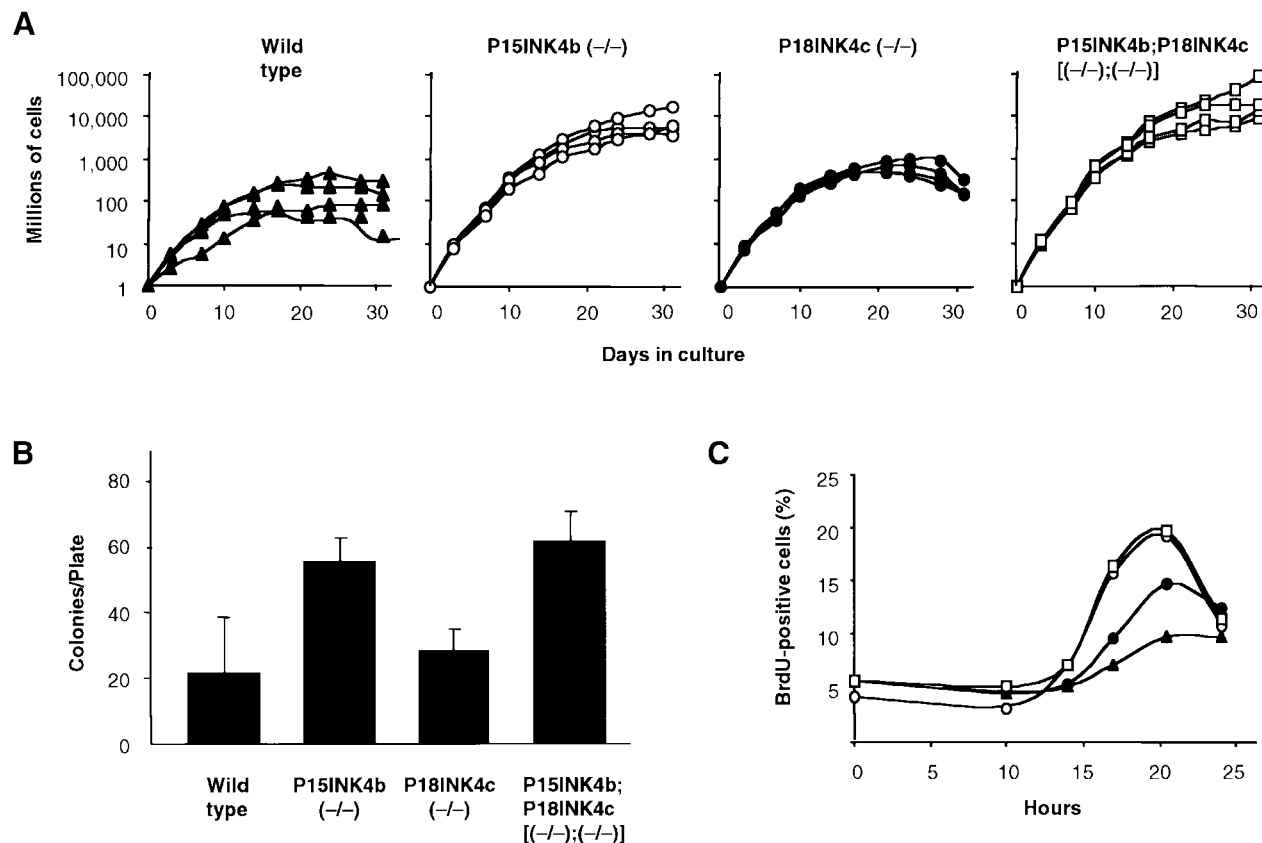 A
Wild
type
P15INK4b (–/–)
P18INK4c (–/–)
P15INK4b;P18INK4c
[(–/–);(–/–)]
Millions of cells
100,000
10,000
1,000
100
10
1
0 10 20 30
0 10 20 30
0 10 20 30
0 10 20 30
Days in culture
B
Colonies/Plate
80
60
40
20
0
Wild
type
P15INK4b
(–/–)
P18INK4c
(–/–)
P15INK4b;
P18INK4c
[(–/–);(–/–)]
C
BrdU-positive cells (%)
25
20
15
10
5
0 5 10 15 20 25
Hours